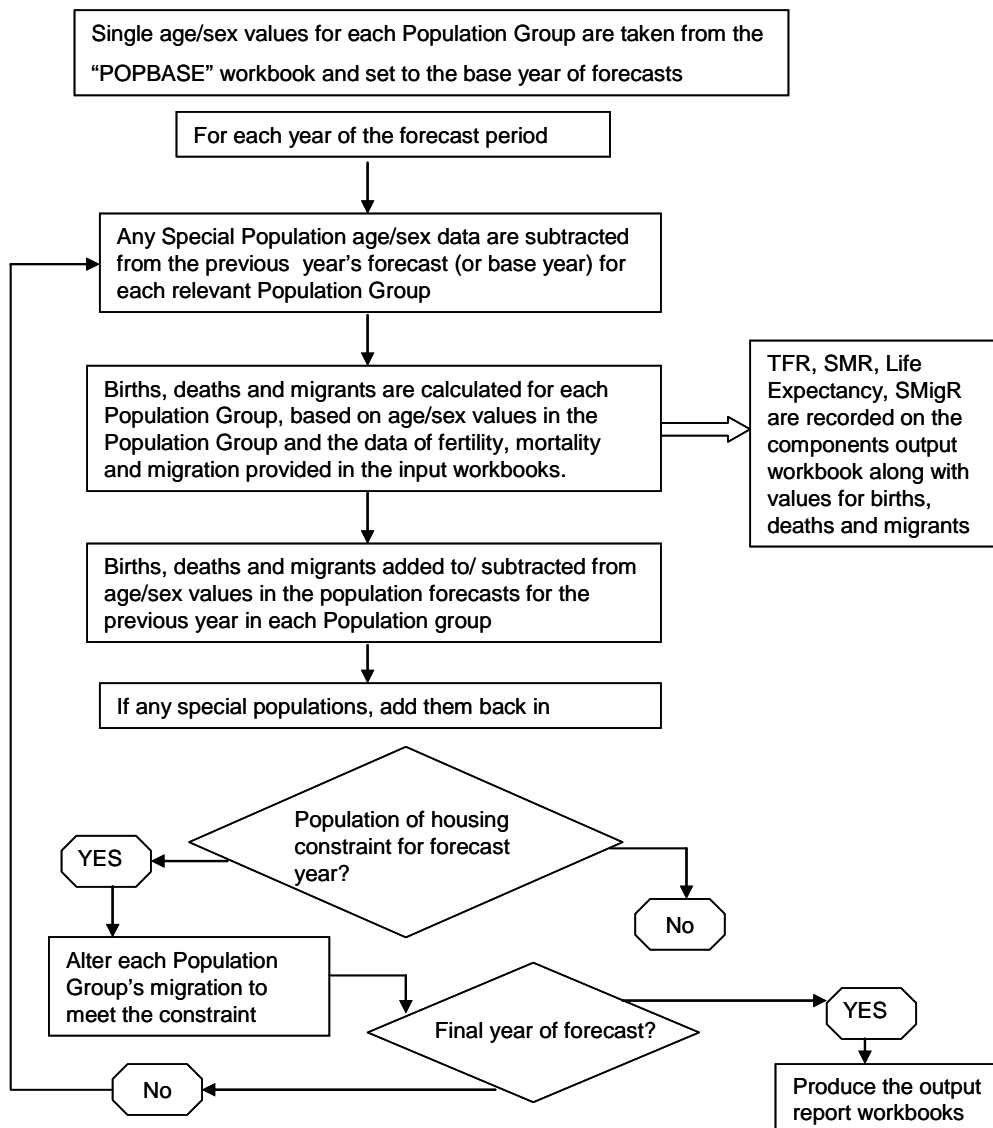 Single age/sex values for each Population Group are taken from the
“POPBASE” workbook and set to the base year of forecasts
For each year of the forecast period
Any Special Population age/sex data are subtracted
from the previous year’s forecast (or base year) for
each relevant Population Group
Births, deaths and migrants are calculated for each
Population Group, based on age/sex values in the
Population Group and the data of fertility, mortality
and migration provided in the input workbooks.
TFR, SMR, Life
Expectancy, SMigR
are recorded on the
components output
workbook along with
values for births,
deaths and migrants
Births, deaths and migrants added to/ subtracted from
age/sex values in the population forecasts for the
previous year in each Population group
If any special populations, add them back in
Population of housing
constraint for forecast
year?
YES
No
Alter each Population
Group’s migration to
meet the constraint
Final year of forecast?
YES
No
Produce the output
report workbooks